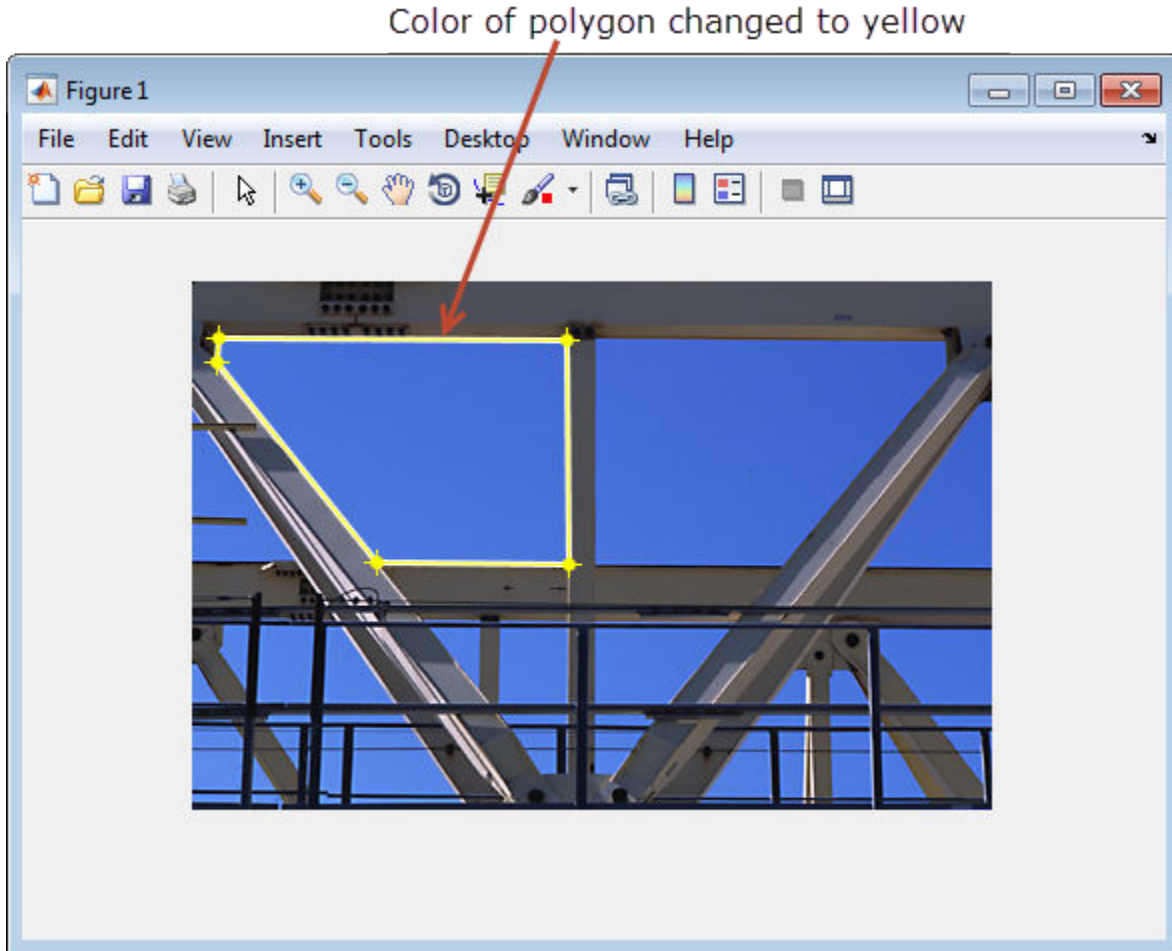 Color of polygon changed to yellow
Figure 1
File Edit View Insert Tools Desktop Window Help